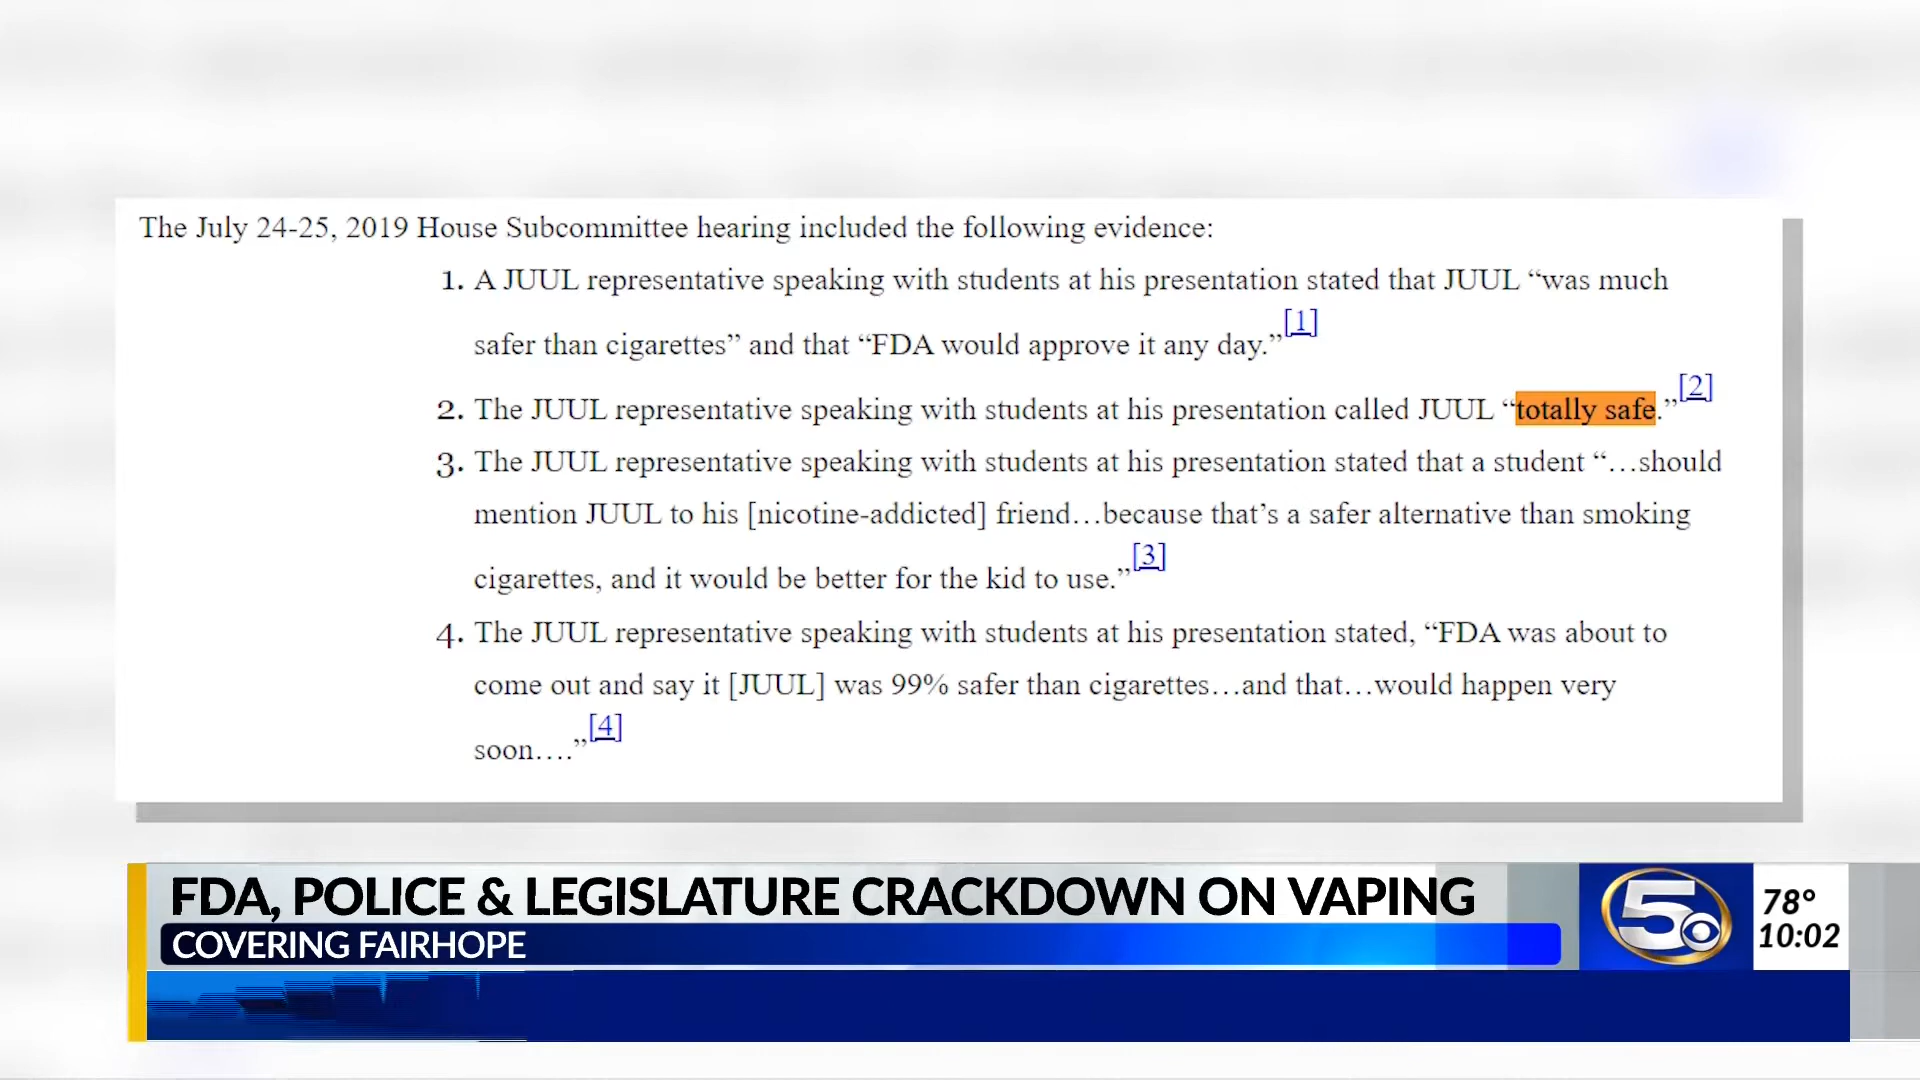 The July 24-25, 2019 House Subcommittee hearing included the following evidence:
1. A JUUL representative speaking with students at his presentation stated that JUUL “was much
safer than cigarettes” and that “FDA would approve it any day.”[1]
2. The JUUL representative speaking with students at his presentation called JUUL “totally safe.”[2]
3. The JUUL representative speaking with students at his presentation stated that a student “…should
mention JUUL to his [nicotine-addicted] friend…because that’s a safer alternative than smoking
cigarettes, and it would be better for the kid to use.”[3]
4. The JUUL representative speaking with students at his presentation stated, “FDA was about to
come out and say it [JUUL] was 99% safer than cigarettes…and that…would happen very
soon….”[4]
FDA, POLICE & LEGISLATURE CRACKDOWN ON VAPING
COVERING FAIRHOPE
5
78°
10:02